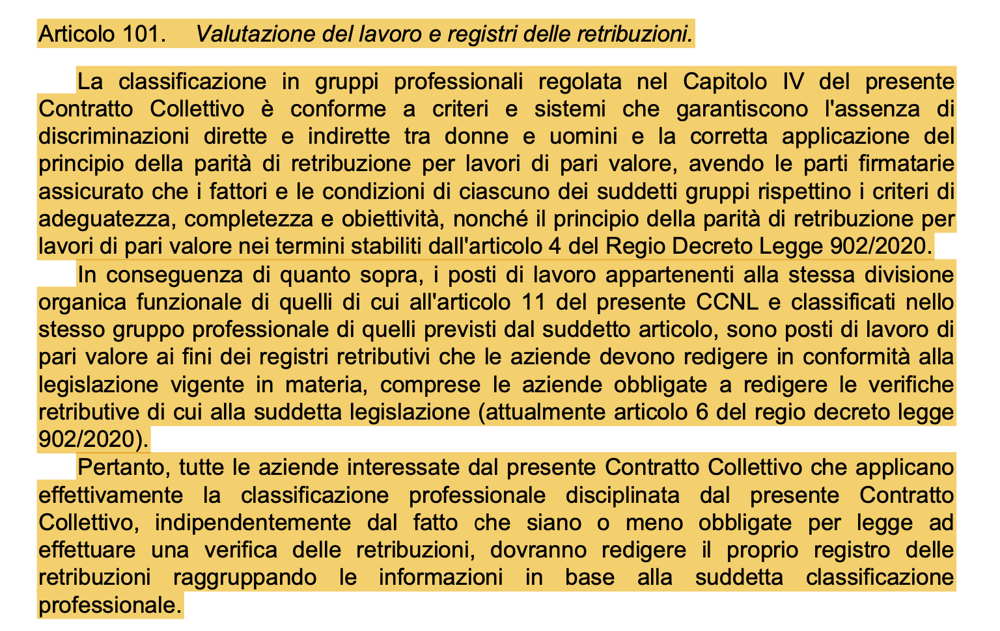 Articolo 101. Valutazione del lavoro e registri delle retribuzioni.
La classificazione in gruppi professionali regolata nel Capitolo IV del presente
Contratto Collettivo è conforme a criteri e sistemi che garantiscono l'assenza di
discriminazioni dirette e indirette tra donne e uomini e la corretta applicazione del
principio della parità di retribuzione per lavori di pari valore, avendo le parti firmatarie
assicurato che i fattori e le condizioni di ciascuno dei suddetti gruppi rispettino i criteri di
adeguatezza, completezza e obiettività, nonché il principio della parità di retribuzione per
lavori di pari valore nei termini stabiliti dall'articolo 4 del Regio Decreto Legge 902/2020.
In conseguenza di quanto sopra, i posti di lavoro appartenenti alla stessa divisione
organica funzionale di quelli di cui all'articolo 11 del presente CCNL e classificati nello
stesso gruppo professionale di quelli previsti dal suddetto articolo, sono posti di lavoro di
pari valore ai fini dei registri retributivi che le aziende devono redigere in conformità alla
legislazione vigente in materia, comprese le aziende obbligate a redigere le verifiche
retributive di cui alla suddetta legislazione (attualmente articolo 6 del regio decreto legge
902/2020).
Pertanto, tutte le aziende interessate dal presente Contratto Collettivo che applicano
effettivamente la classificazione professionale disciplinata dal presente Contratto
Collettivo, indipendentemente dal fatto che siano o meno obbligate per legge ad
effettuare una verifica delle retribuzioni, dovranno redigere il proprio registro delle
retribuzioni raggruppando le informazioni in base alla suddetta classificazione
professionale.